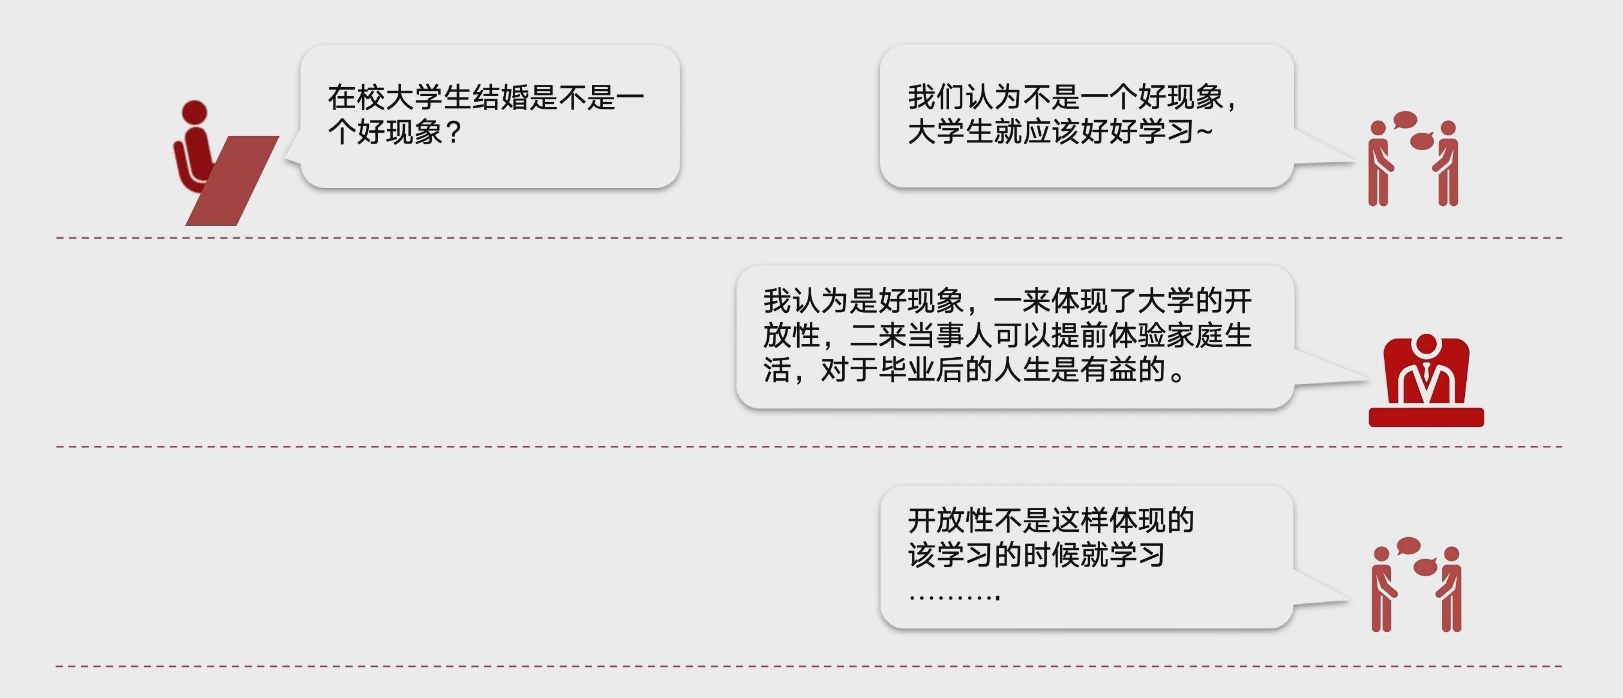 在校大学生结婚是不是一
个好现象？
我们认为不是一个好现象，
大学生就应该好好学习~
我认为是好现象，一来体现了大学的开
放性，二来当事人可以提前体验家庭生
活，对于毕业后的人生是有益的。
开放性不是这样体现的
该学习的时候就学习
……….